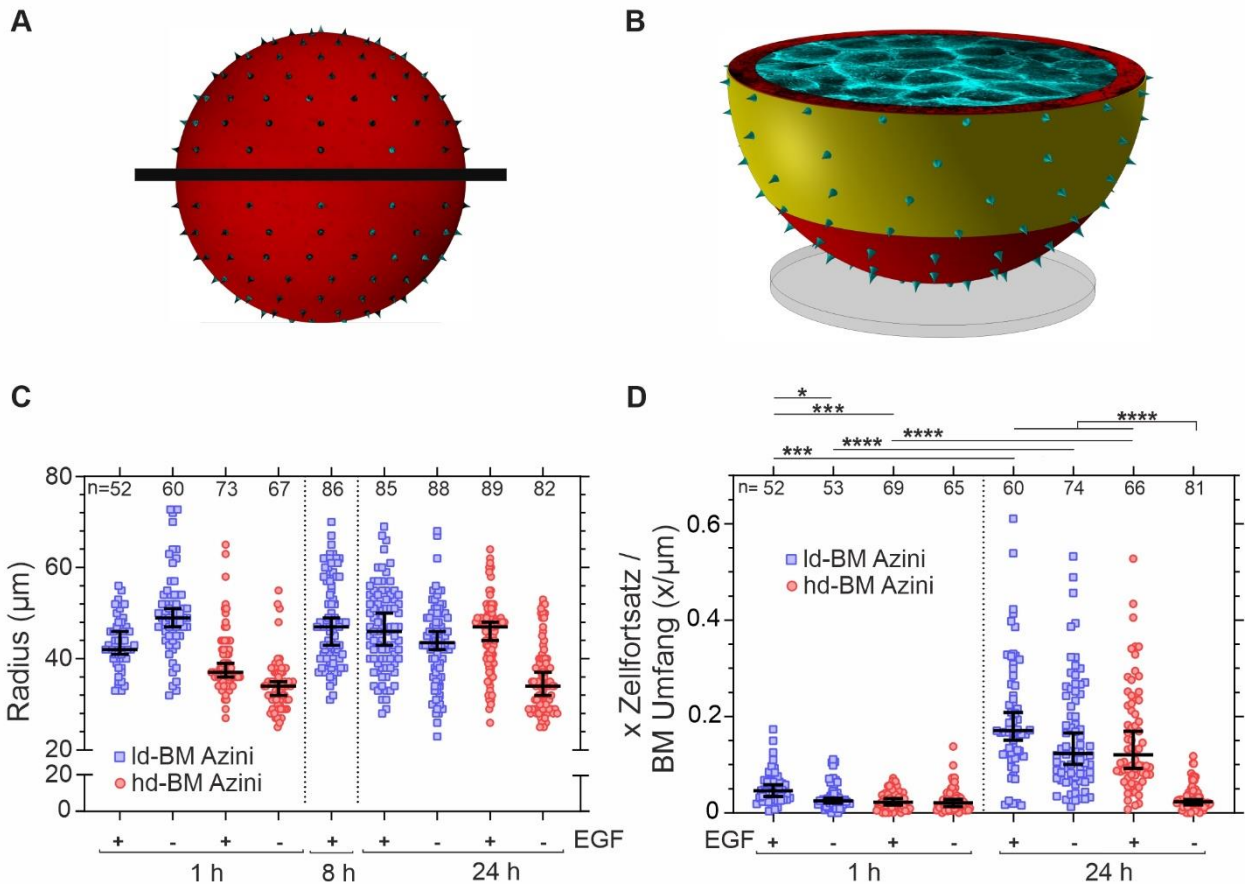 A
B
C
Radius (µm)
80
60
40
20
20
0
n=52 60 73 67 86 85 88 89 82
ld-BM Azini
hd-BM Azini
+ - + - + + - + - EGF
1 h 8 h 24 h
D
x Zellfortsatz /
BM Umfang (x/µm)
* 
*** ****
****
****
***
0.6
0.4
0.2
0
n= 52 53 69 65 60 74 66 81
ld-BM Azini
hd-BM Azini
EGF + - + - + - + -
1 h 24 h